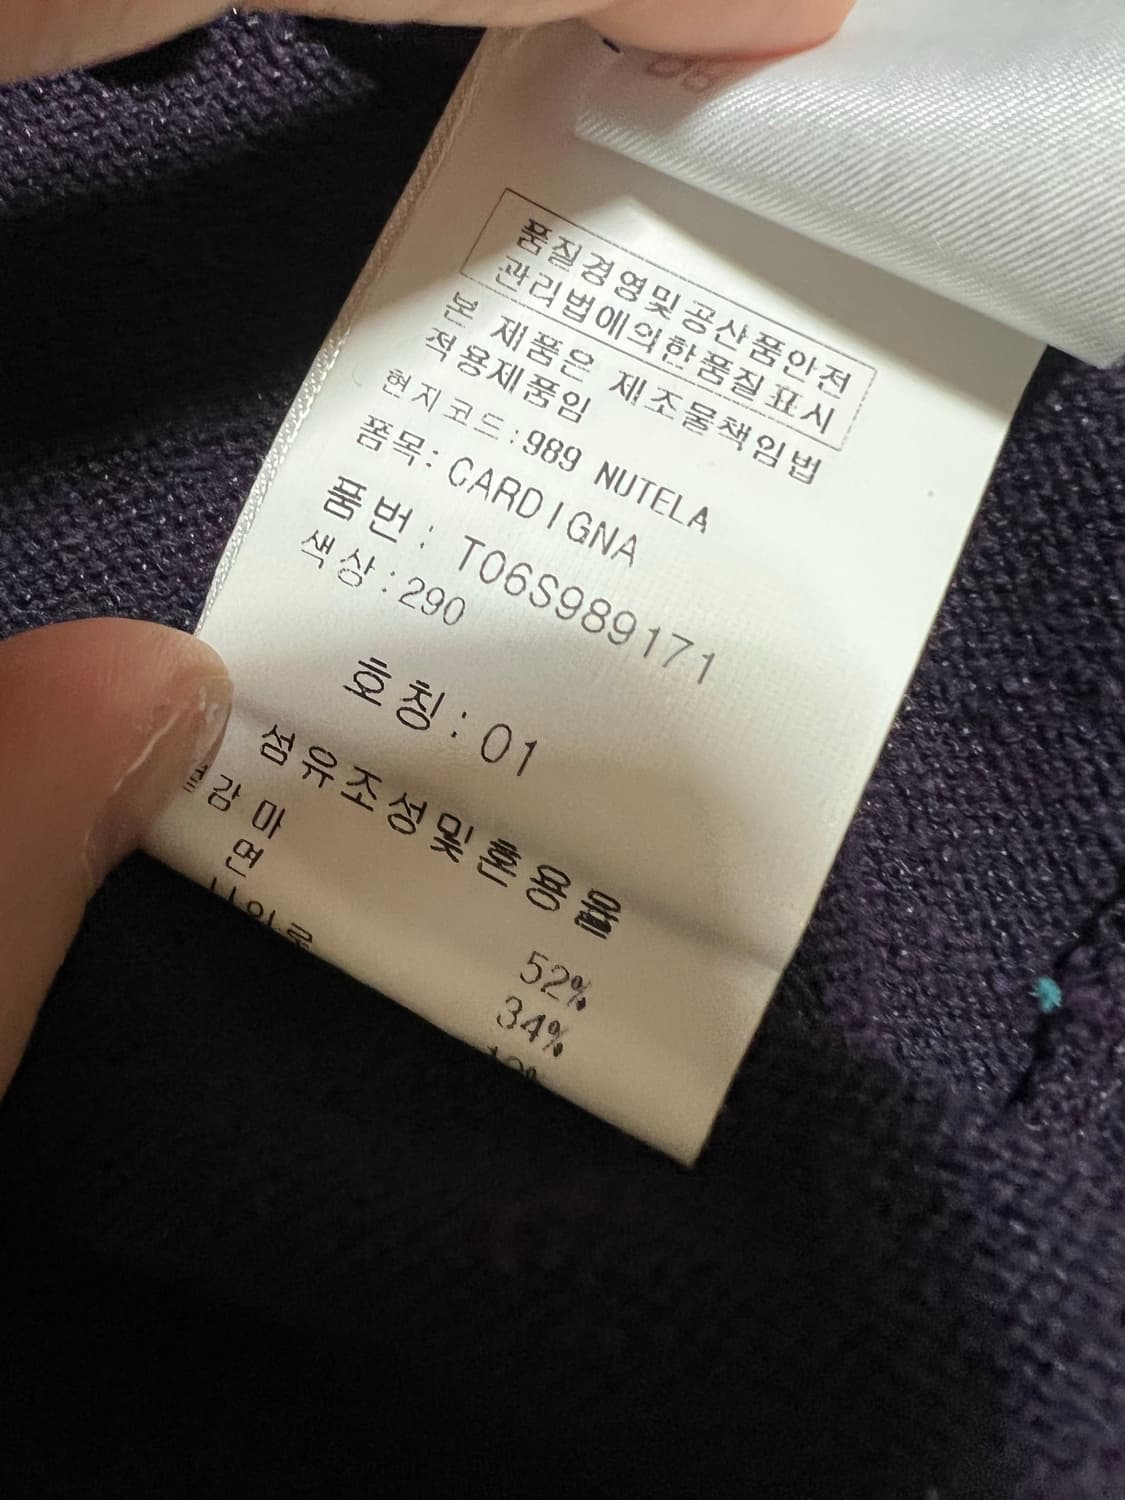 품질경영및공산품안전
관리법에의한품질표시
본 제품은 제조물책임법
적용제품임
현지코드:989 NUTELA
품목: CARDIGNA
품번: T06S989171
색상:290
호칭:01
섬유조성및혼용율
감마
52%
면
34%